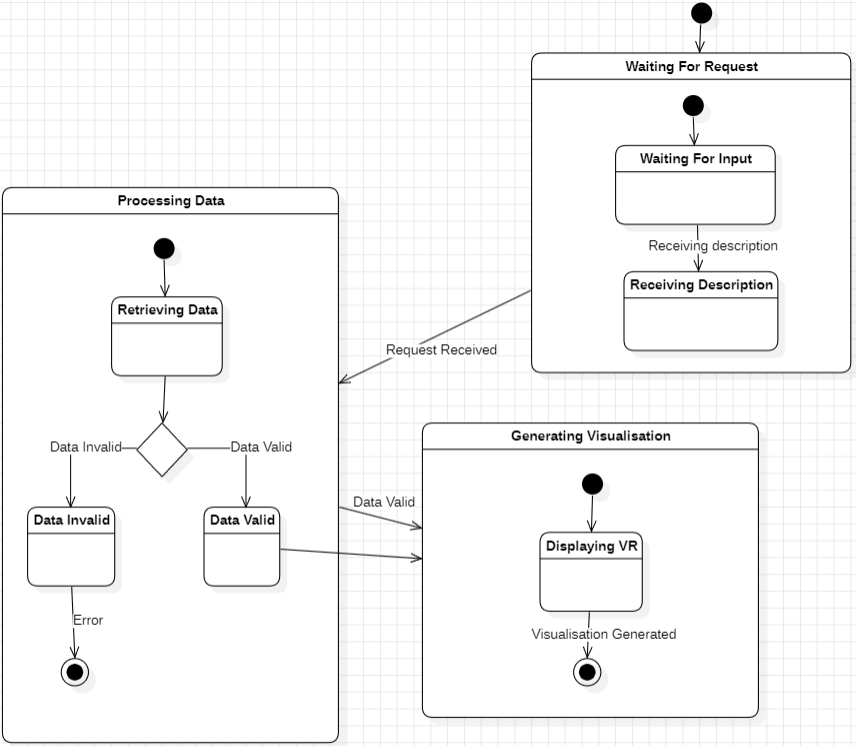 Waiting For Request
Waiting For Input
Receiving description
Receiving Description
Request Received
Processing Data
Retrieving Data
Data Invalid
Data Valid
Data Invalid
Data Valid
Error
Data Valid
Generating Visualisation
Displaying VR
Visualisation Generated